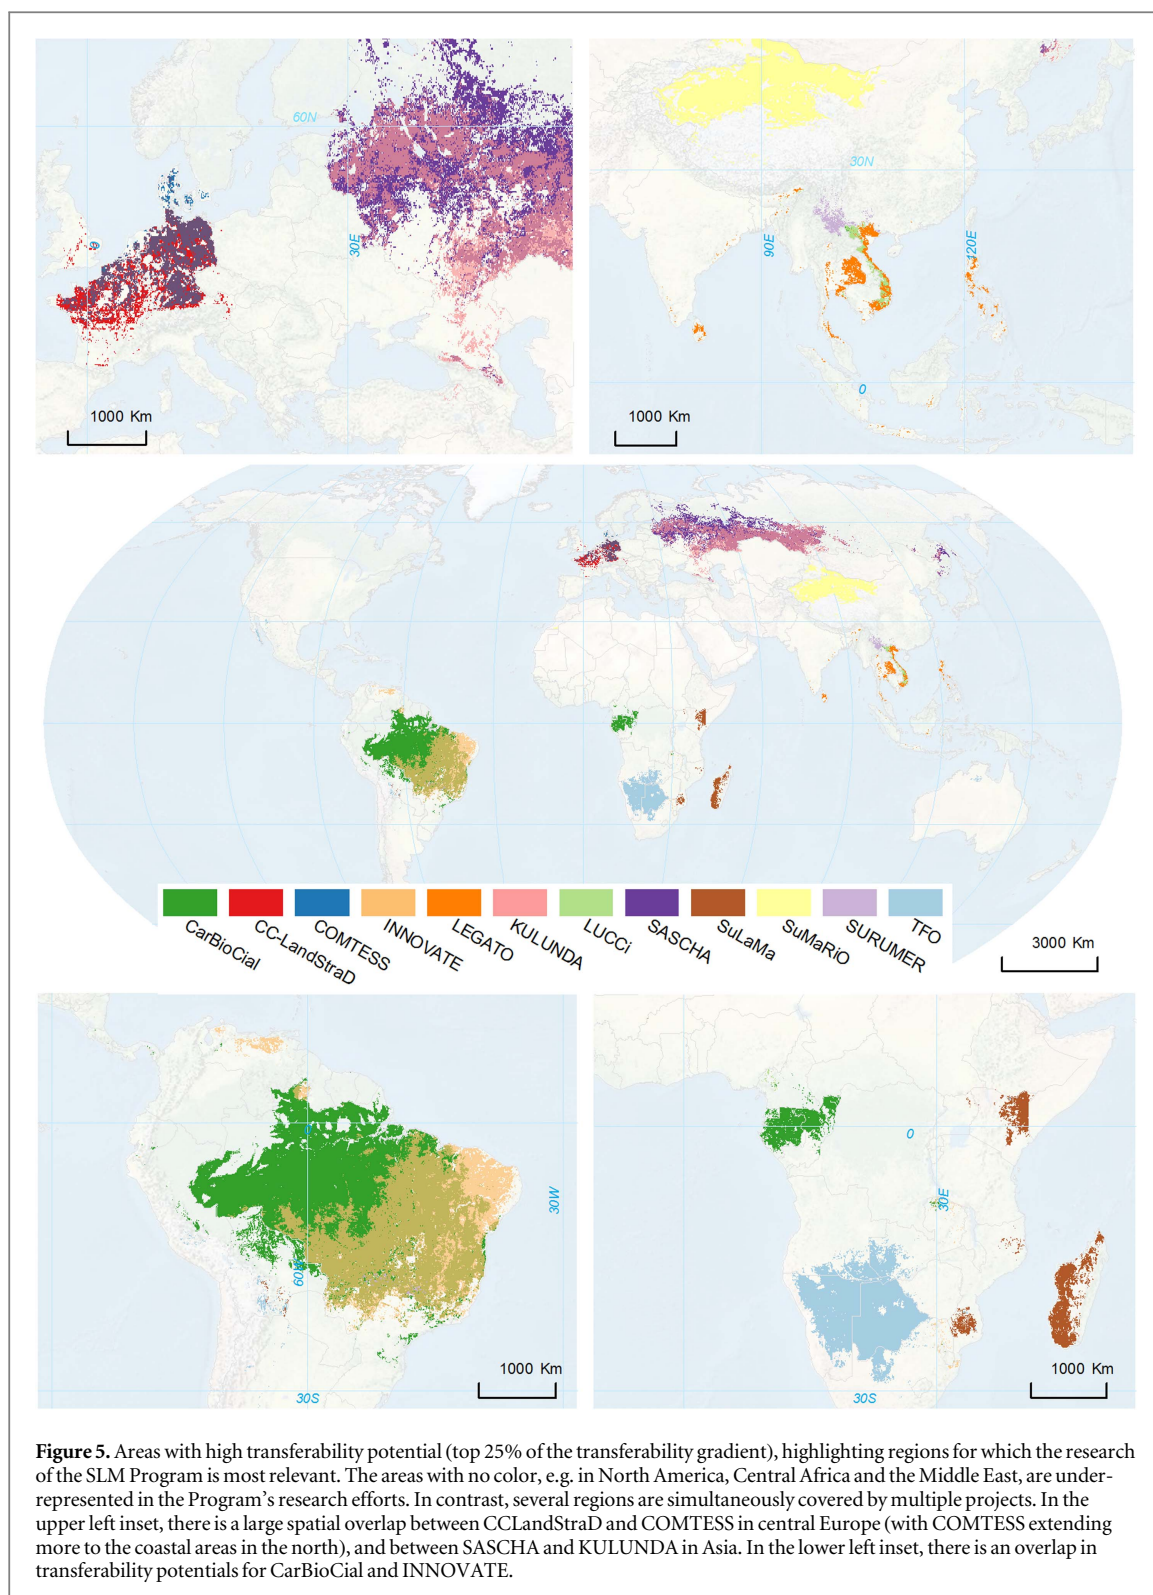 60N
30E
0
1000 Km
30N
90E
120E
0
1000 Km
CarBioCial
CC-LandStraD
COMTESS
INNOVATE
LEGATO
KULUNDA
LUCCi
SASCHA
SuLaMa
SuMaRiO
SURUMER
TFO
3000 Km
0
30W
60W
1000 Km
30S
0
30E
1000 Km
30S
Figure 5. Areas with high transferability potential (top 25% of the transferability gradient), highlighting regions for which the research
of the SLM Program is most relevant. The areas with no color, e.g. in North America, Central Africa and the Middle East, are under-
represented in the Program's research efforts. In contrast, several regions are simultaneously covered by multiple projects. In the
upper left inset, there is a large spatial overlap between CCLandStraD and COMTESS in central Europe (with COMTESS extending
more to the coastal areas in the north), and between SASCHA and KULUNDA in Asia. In the lower left inset, there is an overlap in
transferability potentials for CarBioCial and INNOVATE.